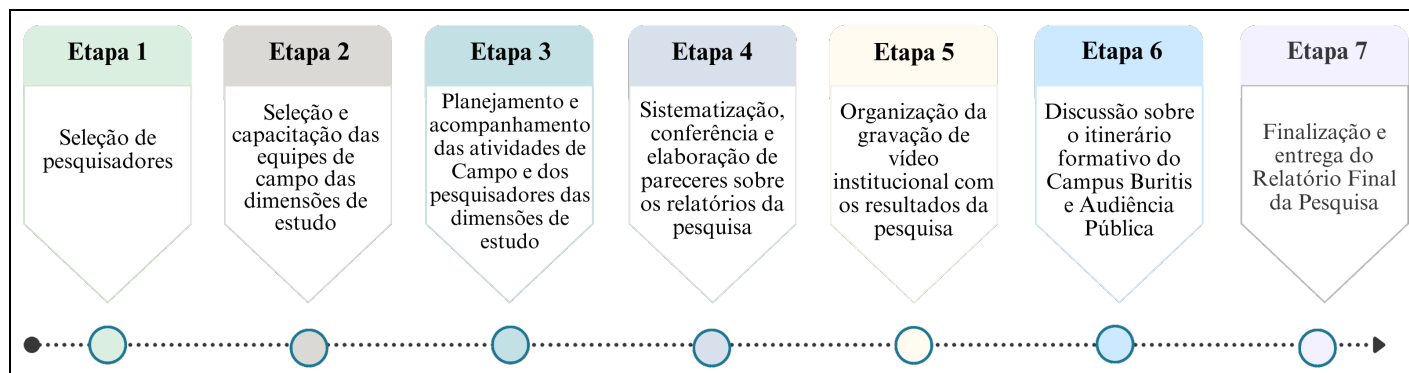 Etapa 1
Seleção de
pesquisadores
Etapa 2
Seleção e
capacitação das
equipes de
campo das
dimensões de
estudo
Etapa 3
Planejamento e
acompanhamento
das atividades de
Campo e dos
pesquisadores das
dimensões de
estudo
Etapa 4
Sistematização,
conferência e
elaboração de
pareceres sobre
os relatórios da
pesquisa
Etapa 5
Organização da
gravação de
vídeo
institucional com
os resultados da
pesquisa
Etapa 6
Discussão sobre
o itinerário
formativo do
Campus Buritis
e Audiência
Pública
Etapa 7
Finalização e
entrega do
Relatório Final
da Pesquisa